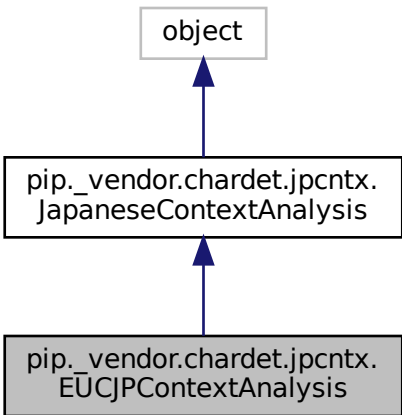 object
pip._vendor.chardet.jpcntx.
JapaneseContextAnalysis
pip._vendor.chardet.jpcntx.
EUCJPContextAnalysis